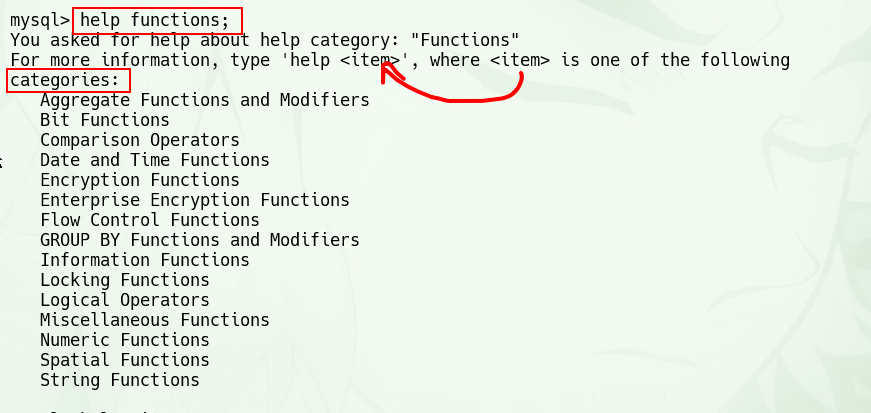 mysql> help functions;
You asked for help about help category: "Functions"
For more information, type 'help <item>', where <item> is one of the following
categories:
Aggregate Functions and Modifiers
Bit Functions
Comparison Operators
Date and Time Functions
Encryption Functions
Enterprise Encryption Functions
Flow Control Functions
GROUP BY Functions and Modifiers
Information Functions
Locking Functions
Logical Operators
Miscellaneous Functions
Numeric Functions
Spatial Functions
String Functions